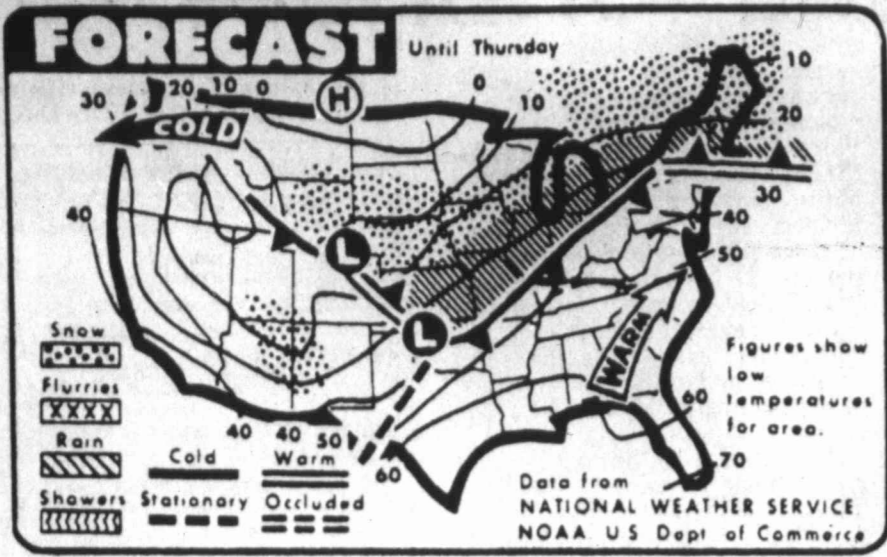 FORECAST
Until Thursday
30 20 10 0 H 0 10 10
20
COLD
30
40
40
50
L
L
WARM
Snow
Flurries
Rain
Showers
40 40 50
60
60
70
Cold Warm
Stationary Occluded
Figures show
low
temperatures
for area.
Data from
NATIONAL WEATHER SERVICE,
NOAA, U S Dept of Commerce